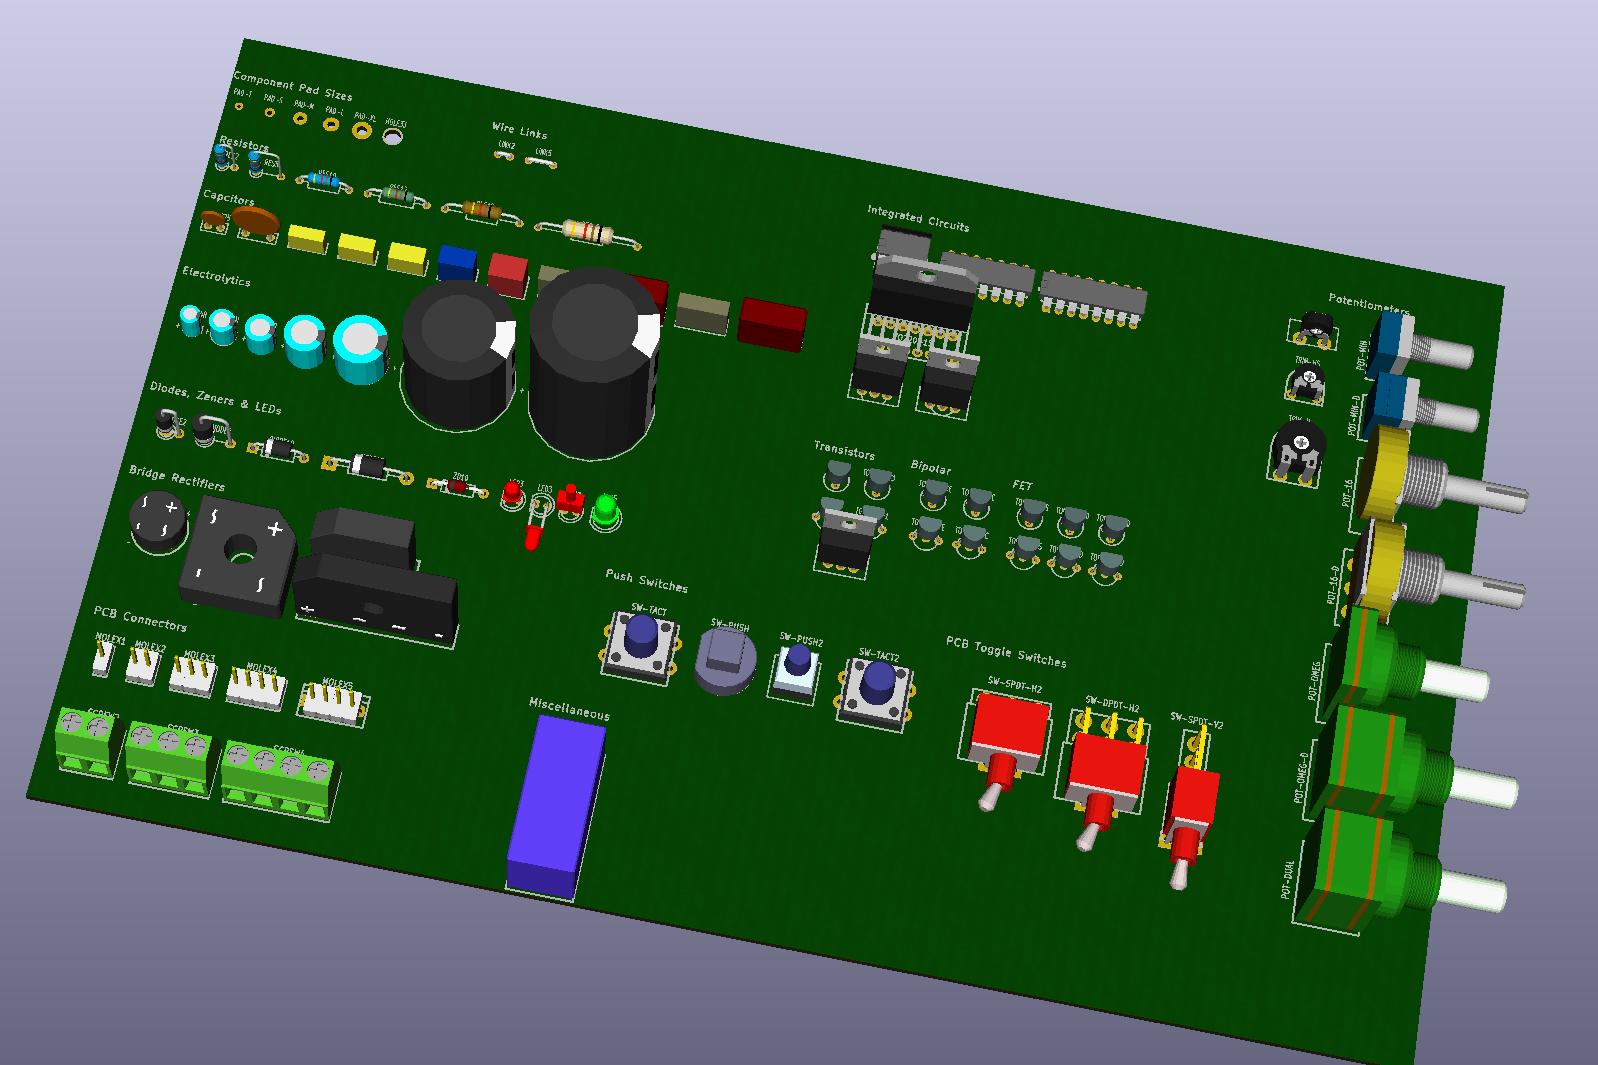 Component Pad Sizes
PAD-T
PAD-S
PAD-M
PAD-L
PAD-XL
HOLE31
Wire Links
LINK2
LINK5
Resistors
Capcitors
Integrated Circuits
Electrolytics
Potentiometers
POT-MIN
POT-MIN-D
Diodes, Zeners & LEDs
LED3
Transistors
Bipolar
FET
Bridge Rectifiers
POT-16
POT-16-D
Push Switches
SW-TACT
SW-PUSH
SW-PUSH2
SW-TACT2
PCB Connectors
MOLEX1
MOLEX2
MOLEX3
MOLEX4
MOLEX5
PCB Toggle Switches
SW-SPDT-H2
SW-DPDT-H2
SW-SPDT-V2
POT-OMEG
POT-OMEG-D
POT-DUAL
Miscellaneous